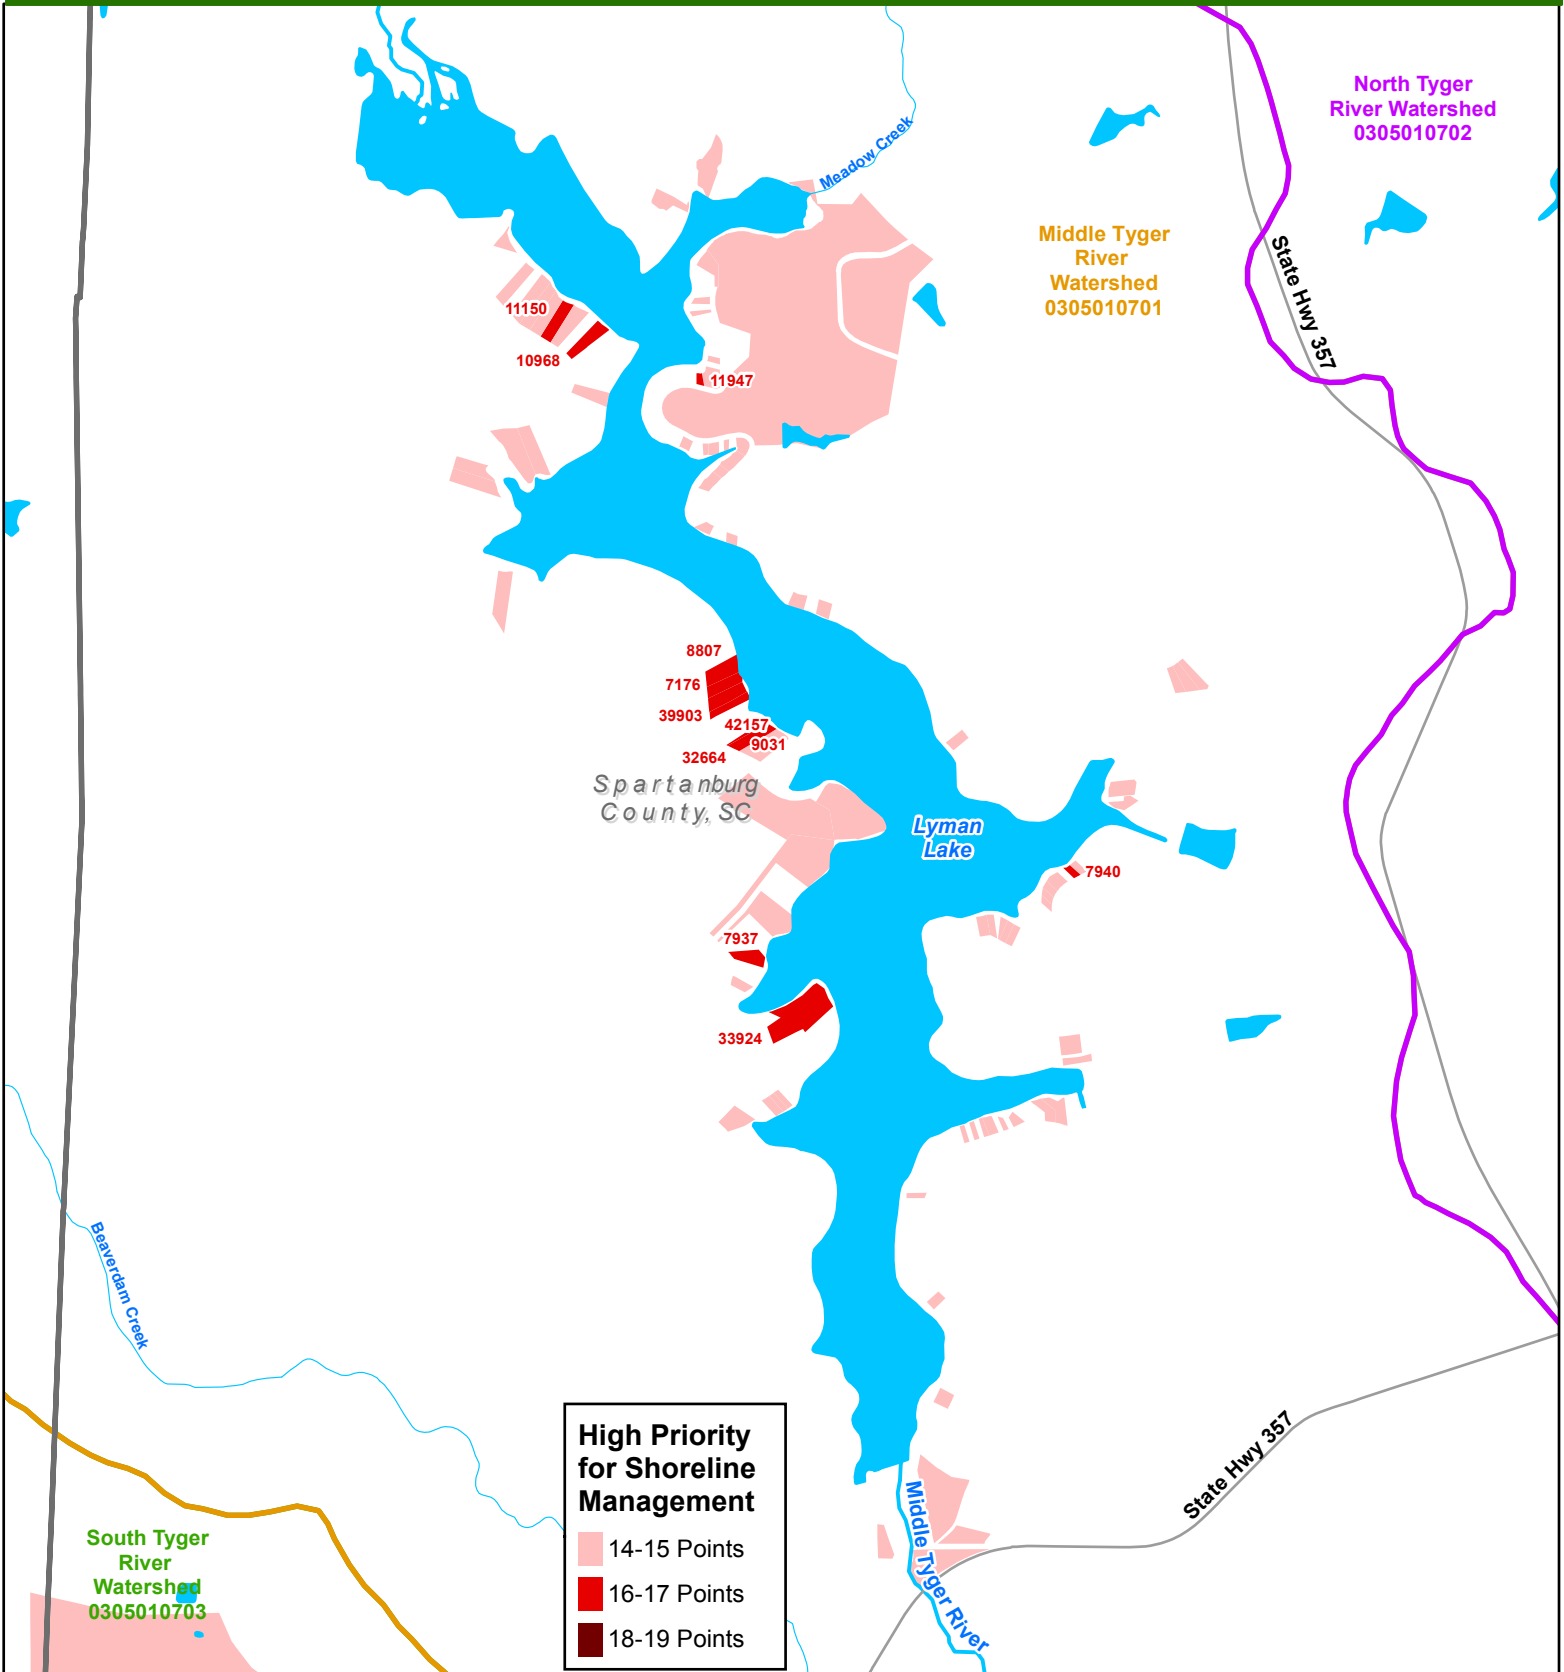 North Tyger
River Watershed
0305010702
Meadow Creek
Middle Tyger
River
Watershed
0305010701
State Hwy 357
11150
10968
11947
8807
7176
39903
42157
9031
32664
Spartanburg
County, SC
Lyman
Lake
7940
7937
33924
Beaverdam Creek
High Priority
for Shoreline
Management
14-15 Points
16-17 Points
18-19 Points
State Hwy 357
Middle Tyger River
South Tyger
River
Watershed
0305010703